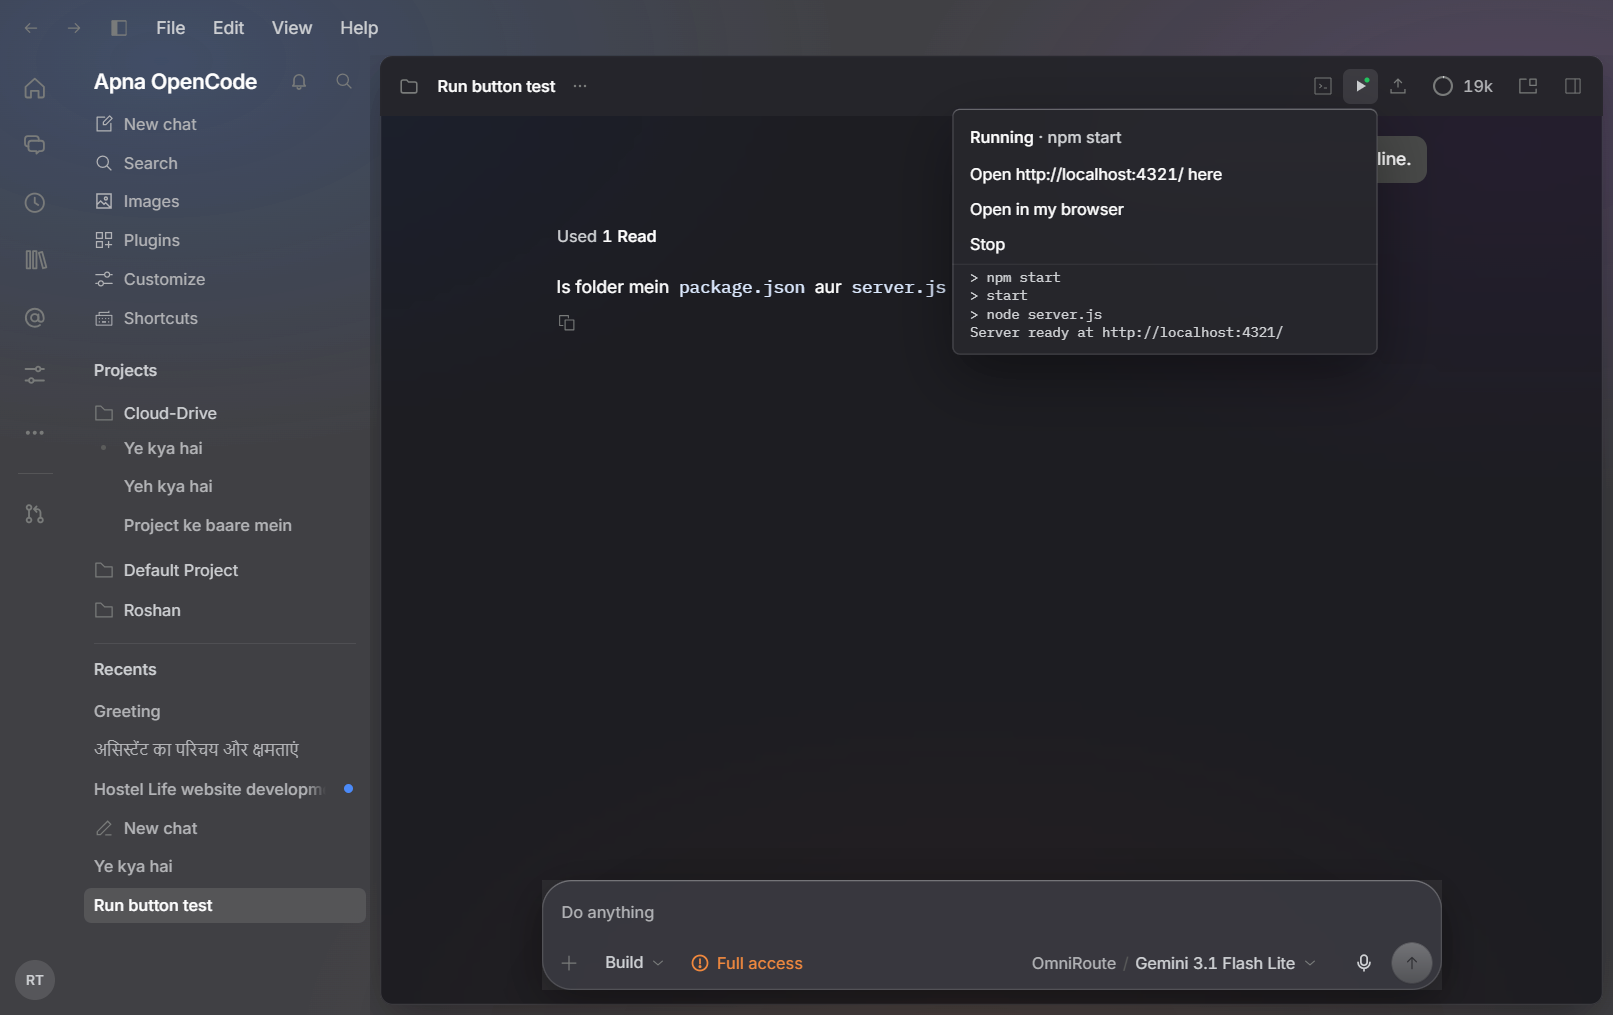 File Edit View Help
Apna OpenCode
New chat
Search
Images
Plugins
Customize
Shortcuts
Projects
Cloud-Drive
Ye kya hai
Yeh kya hai
Project ke baare mein
Default Project
Roshan
Recents
Greeting
असिस्टेंट का परिचय और क्षमताएं
Hostel Life website developm
New chat
Ye kya hai
Run button test
RT
Run button test
19k
line.
Running · npm start
Open http://localhost:4321/ here
Open in my browser
Stop
> npm start
> start
> node server.js
Server ready at http://localhost:4321/
Used 1 Read
Is folder mein package.json aur server.js
Do anything
Build
Full access
OmniRoute / Gemini 3.1 Flash Lite